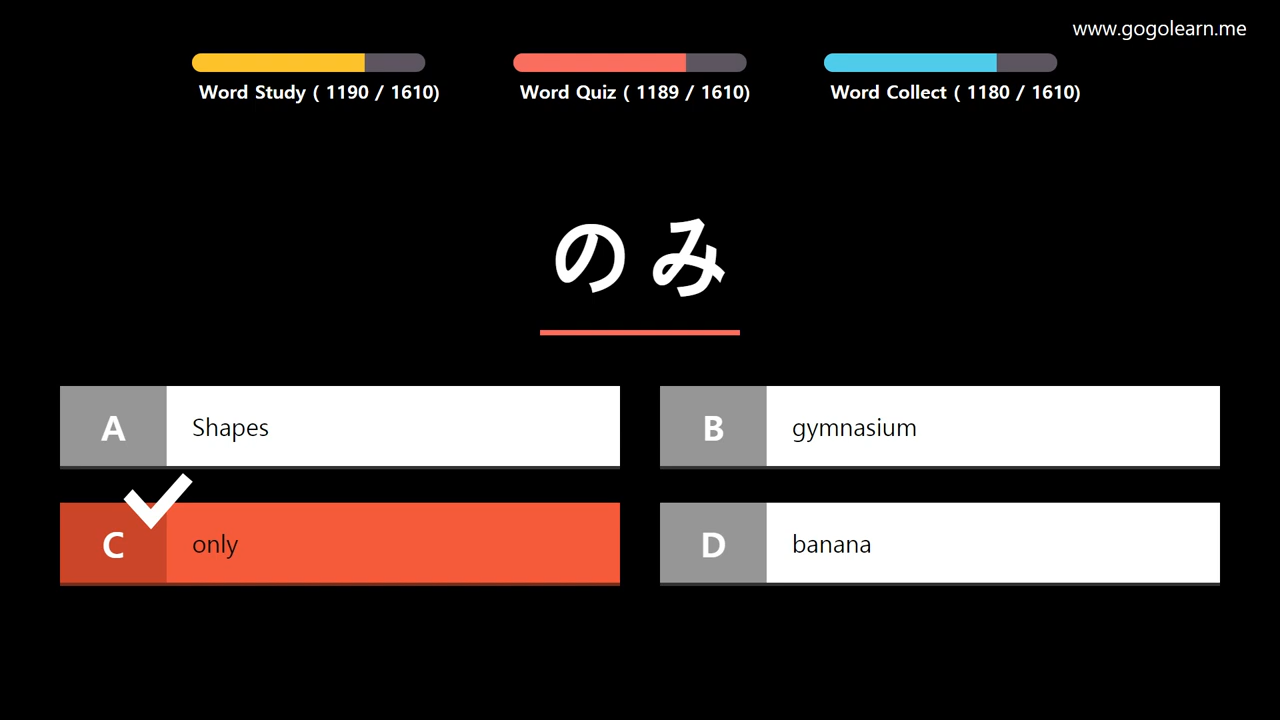 www.gogolearn.me
Word Study ( 1190 / 1610)
Word Quiz ( 1189 / 1610)
Word Collect ( 1180 / 1610)
のみ
A Shapes
B gymnasium
C only
D banana